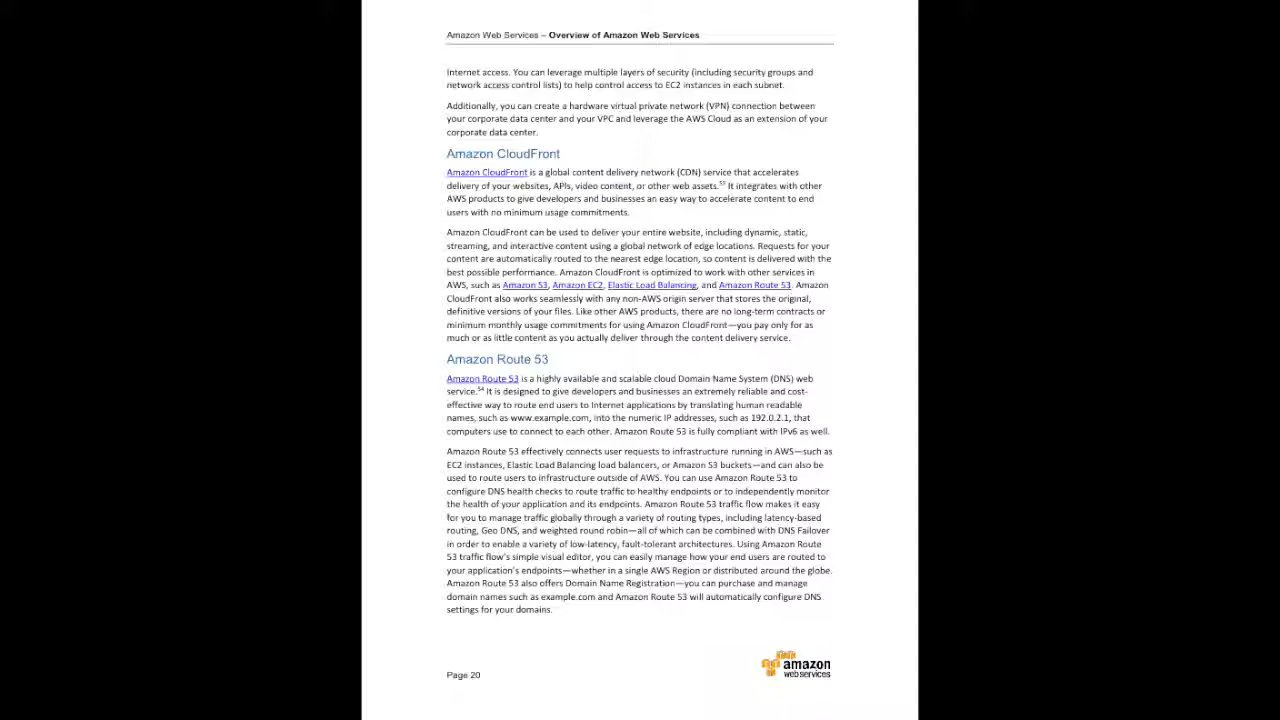 Amazon Web Services – Overview of Amazon Web Services
Internet access. You can leverage multiple layers of security (including security groups and
network access control lists) to help control access to EC2 instances in each subnet.
Additionally, you can create a hardware virtual private network (VPN) connection between
your corporate data center and your VPC and leverage the AWS Cloud as an extension of your
corporate data center.
Amazon CloudFront
Amazon CloudFront is a global content delivery network (CDN) service that accelerates
delivery of your websites, APIs, video content, or other web assets.53 It integrates with other
AWS products to give developers and businesses an easy way to accelerate content to end
users with no minimum usage commitments.
Amazon CloudFront can be used to deliver your entire website, including dynamic, static,
streaming, and interactive content using a global network of edge locations. Requests for your
content are automatically routed to the nearest edge location, so content is delivered with the
best possible performance. Amazon CloudFront is optimized to work with other services in
AWS, such as Amazon S3, Amazon EC2, Elastic Load Balancing, and Amazon Route 53. Amazon
CloudFront also works seamlessly with any non-AWS origin server that stores the original,
definitive versions of your files. Like other AWS products, there are no long-term contracts or
minimum monthly usage commitments for using Amazon CloudFront—you pay only for as
much or as little content as you actually deliver through the content delivery service.
Amazon Route 53
Amazon Route 53 is a highly available and scalable cloud Domain Name System (DNS) web
service.54 It is designed to give developers and businesses an extremely reliable and cost-
effective way to route end users to Internet applications by translating human readable
names, such as www.example.com, into the numeric IP addresses, such as 192.0.2.1, that
computers use to connect to each other. Amazon Route 53 is fully compliant with IPv6 as well.
Amazon Route 53 effectively connects user requests to infrastructure running in AWS—such as
EC2 instances, Elastic Load Balancing load balancers, or Amazon S3 buckets—and can also be
used to route users to infrastructure outside of AWS. You can use Amazon Route 53 to
configure DNS health checks to route traffic to healthy endpoints or to independently monitor
the health of your application and its endpoints. Amazon Route 53 traffic flow makes it easy
for you to manage traffic globally through a variety of routing types, including latency-based
routing, Geo DNS, and weighted round robin—all of which can be combined with DNS Failover
in order to enable a variety of low-latency, fault-tolerant architectures. Using Amazon Route
53 traffic flow's simple visual editor, you can easily manage how your end users are routed to
your application's endpoints—whether in a single AWS Region or distributed around the globe.
Amazon Route 53 also offers Domain Name Registration—you can purchase and manage
domain names such as example.com and Amazon Route 53 will automatically configure DNS
settings for your domains.
Page 20
amazon
webservices